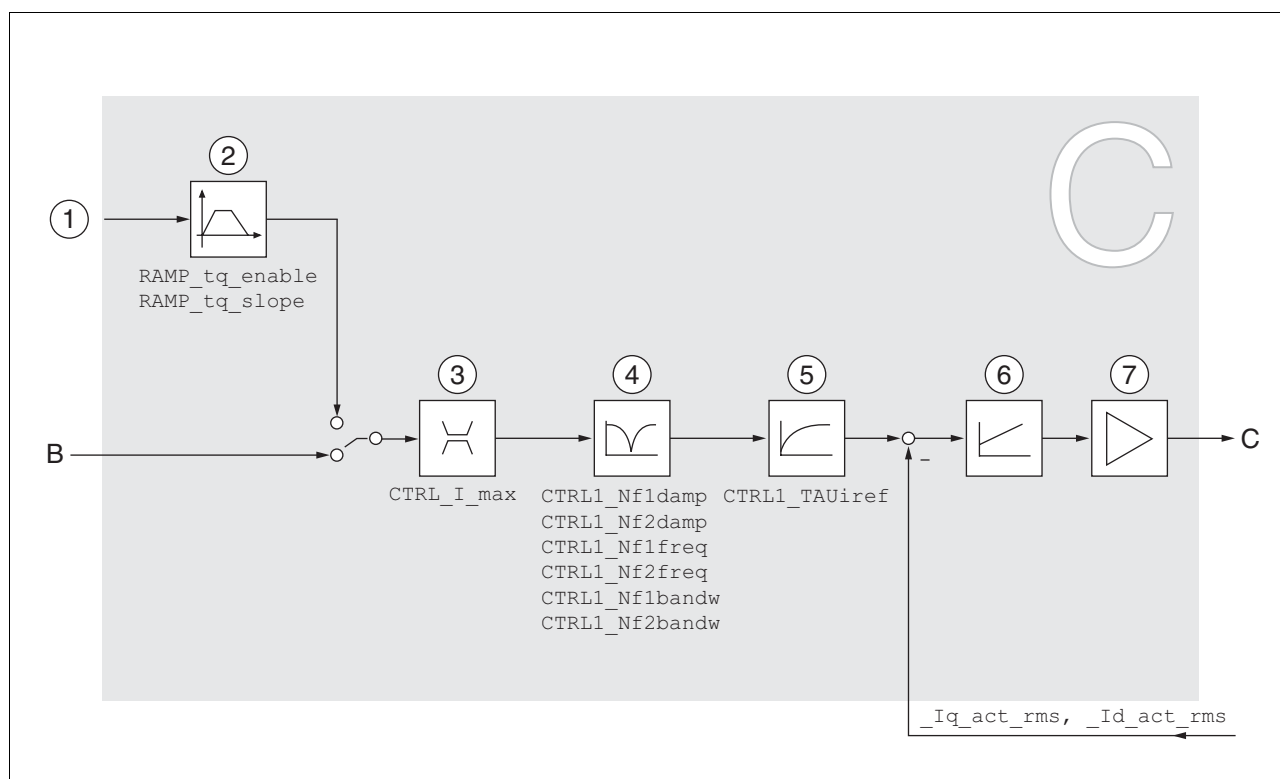 C
2
1
RAMP_tq_enable
RAMP_tq_slope
3
4
5
6
7
B
–
C
CTRL_I_max
CTRL1_Nf1damp
CTRL1_Nf2damp
CTRL1_Nf1freq
CTRL1_Nf2freq
CTRL1_Nf1bandw
CTRL1_Nf2bandw
CTRL1_TAUiref
_Iq_act_rms, _Id_act_rms